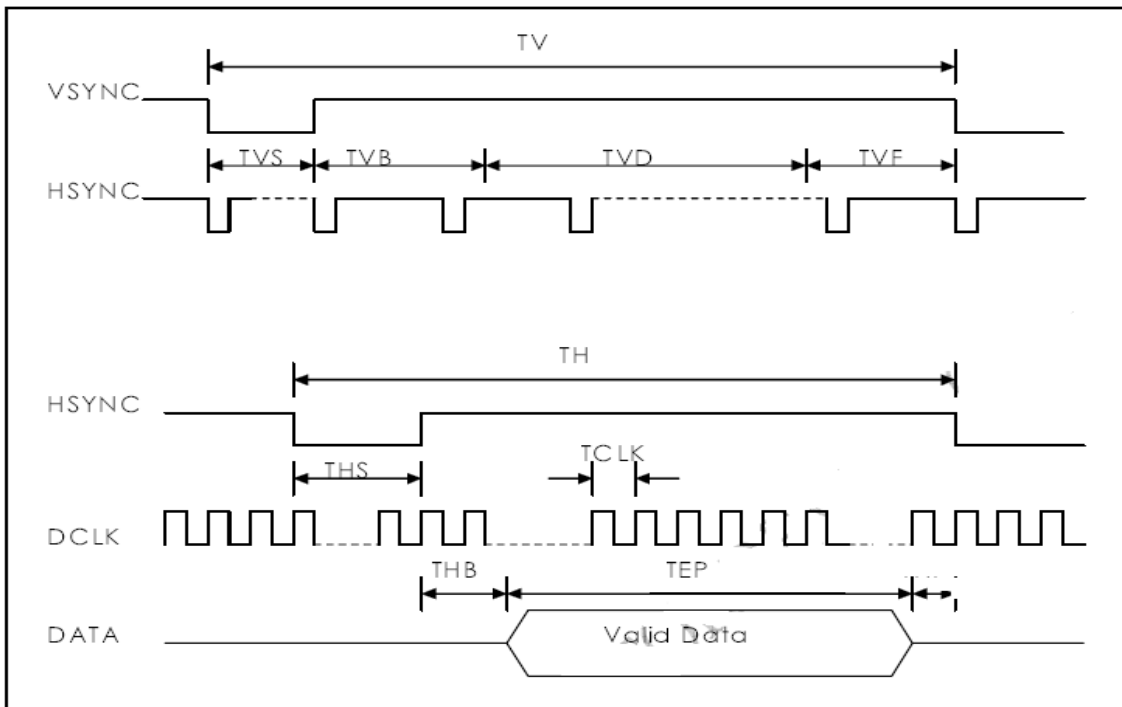 TV
VSYNC
TVS TVB TVD TVF
HSYNC
TH
HSYNC
TCLK
THS
DCLK
THB TEP
DATA Valid Data